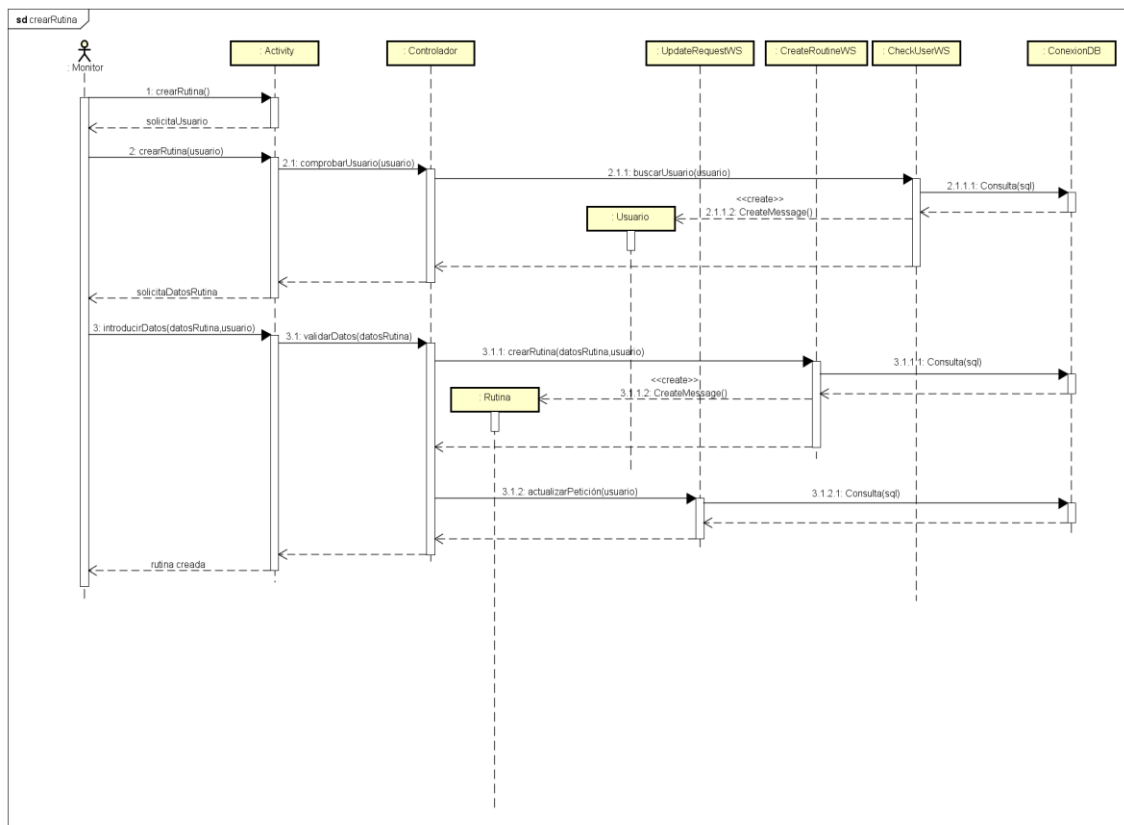 sd crearRutina
: Monitor
: Activity
: Controlador
: UpdateRequestWS
: CreateRoutineWS
: CheckUserWS
: ConexionDB
1: crearRutina()
solicitaUsuario
2: crearRutina(usuario)
2.1: comprobarUsuario(usuario)
2.1.1: buscarUsuario(usuario)
2.1.1.1: Consulta(sql)
<<create>>
2.1.1.2: CreateMessage()
: Usuario
solicitaDatosRutina
3: introducirDatos(datosRutina,usuario)
3.1: validarDatos(datosRutina)
3.1.1: crearRutina(datosRutina,usuario)
3.1.1.1: Consulta(sql)
<<create>>
3.1.1.2: CreateMessage()
: Rutina
3.1.2: actualizarPetición(usuario)
3.1.2.1: Consulta(sql)
rutina creada